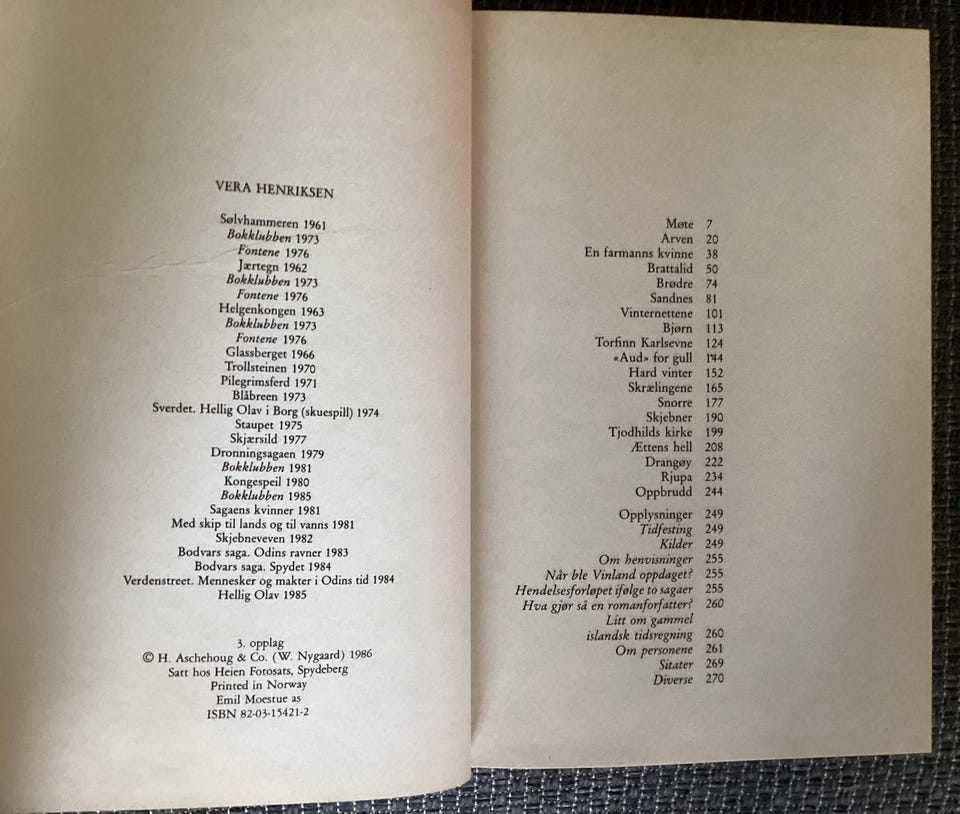 VERA HENRIKSEN
Sølvhammeren 1961
Bokklubben 1973
Fontene 1976
Jærtegn 1962
Bokklubben 1973
Fontene 1976
Helgenkongen 1963
Bokklubben 1973
Fontene 1976
Glassberget 1966
Trollsteinen 1970
Pilegrimsferd 1971
Blåbreen 1973
Sverdet. Hellig Olav i Borg (skuespill) 1974
Staupet 1975
Skjærsild 1977
Dronningsagaen 1979
Bokklubben 1981
Kongespeil 1980
Bokklubben 1985
Sagaens kvinner 1981
Med skip til lands og til vanns 1981
Skjebneveven 1982
Bodvars saga. Odins ravner 1983
Bodvars saga. Spydet 1984
Verdenstreet. Mennesker og makter i Odins tid 1984
Hellig Olav 1985
3. opplag
© H. Aschehoug & Co. (W. Nygaard) 1986
Satt hos Heien Fotosats, Spydeberg
Printed in Norway
Emil Moestue as
ISBN 82-03-15421-2
Møte 7
Arven 20
En farmanns kvinne 38
Brattalid 50
Brødre 74
Sandnes 81
Vinternettene 101
Bjørn 113
Torfinn Karlsevne 124
«Aud» for gull 144
Hard vinter 152
Skrælingene 165
Snorre 177
Skjebner 190
Tjodhilds kirke 199
Ættens hell 208
Drangøy 222
Rjupa 234
Oppbrudd 244
Opplysninger 249
Tidfesting 249
Kilder 249
Om henvisninger 255
Når ble Vinland oppdaget? 255
Hendelsesforløpet ifølge to sagaer 255
Hva gjør så en romanforfatter? 260
Litt om gammel
islandsk tidsregning 260
Om personene 261
Sitater 269
Diverse 270